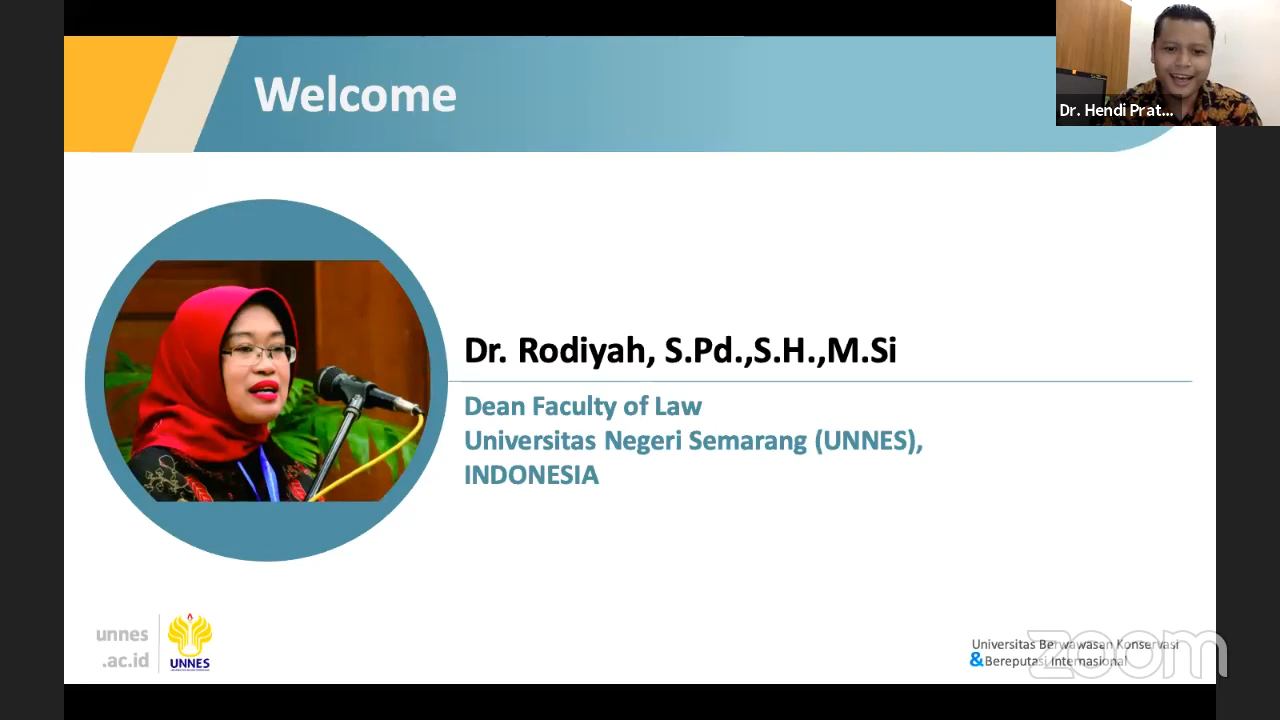 Welcome
Dr. Hendi Prat...
Dr. Rodiyah, S.Pd.,S.H.,M.Si
Dean Faculty of Law
Universitas Negeri Semarang (UNNES),
INDONESIA
unnes
.ac.id
UNNES
Universitas Berwawasan Konservasi
&Bereputasi Internasional
zoom